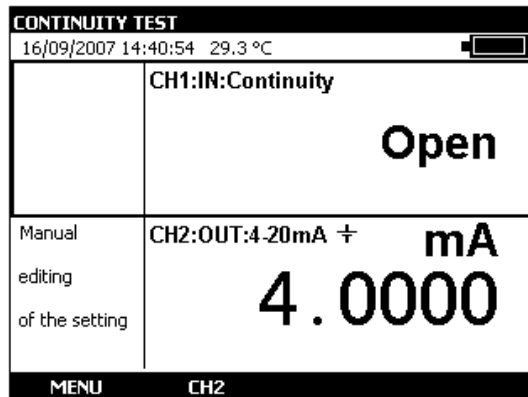 CONTINUITY TEST
16/09/2007 14:40:54 29.3 °C
CH1:IN:Continuity
Open
Manual
editing
of the setting
CH2:OUT:4-20mA
mA
4.0000
MENU CH2